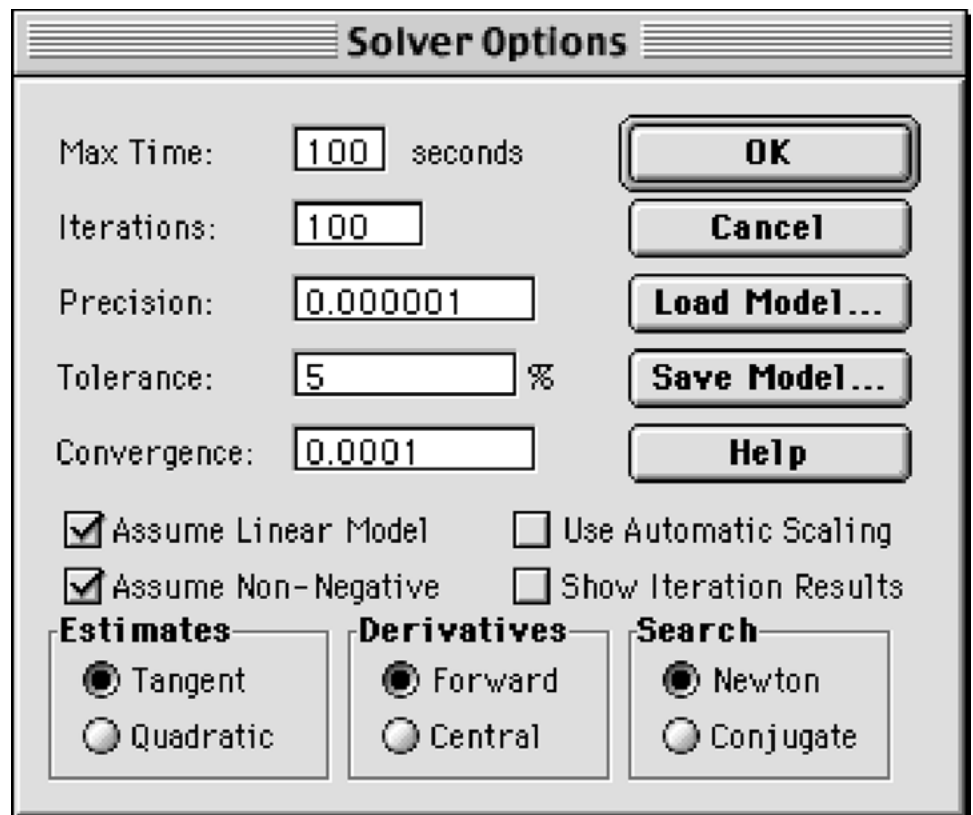 Solver Options
Max Time: 100 seconds
OK
Iterations: 100
Cancel
Precision: 0.000001
Load Model...
Tolerance: 5 %
Save Model...
Convergence: 0.0001
Help
Assume Linear Model
Use Automatic Scaling
Assume Non-Negative
Show Iteration Results
Estimates
Tangent
Quadratic
Derivatives
Forward
Central
Search
Newton
Conjugate